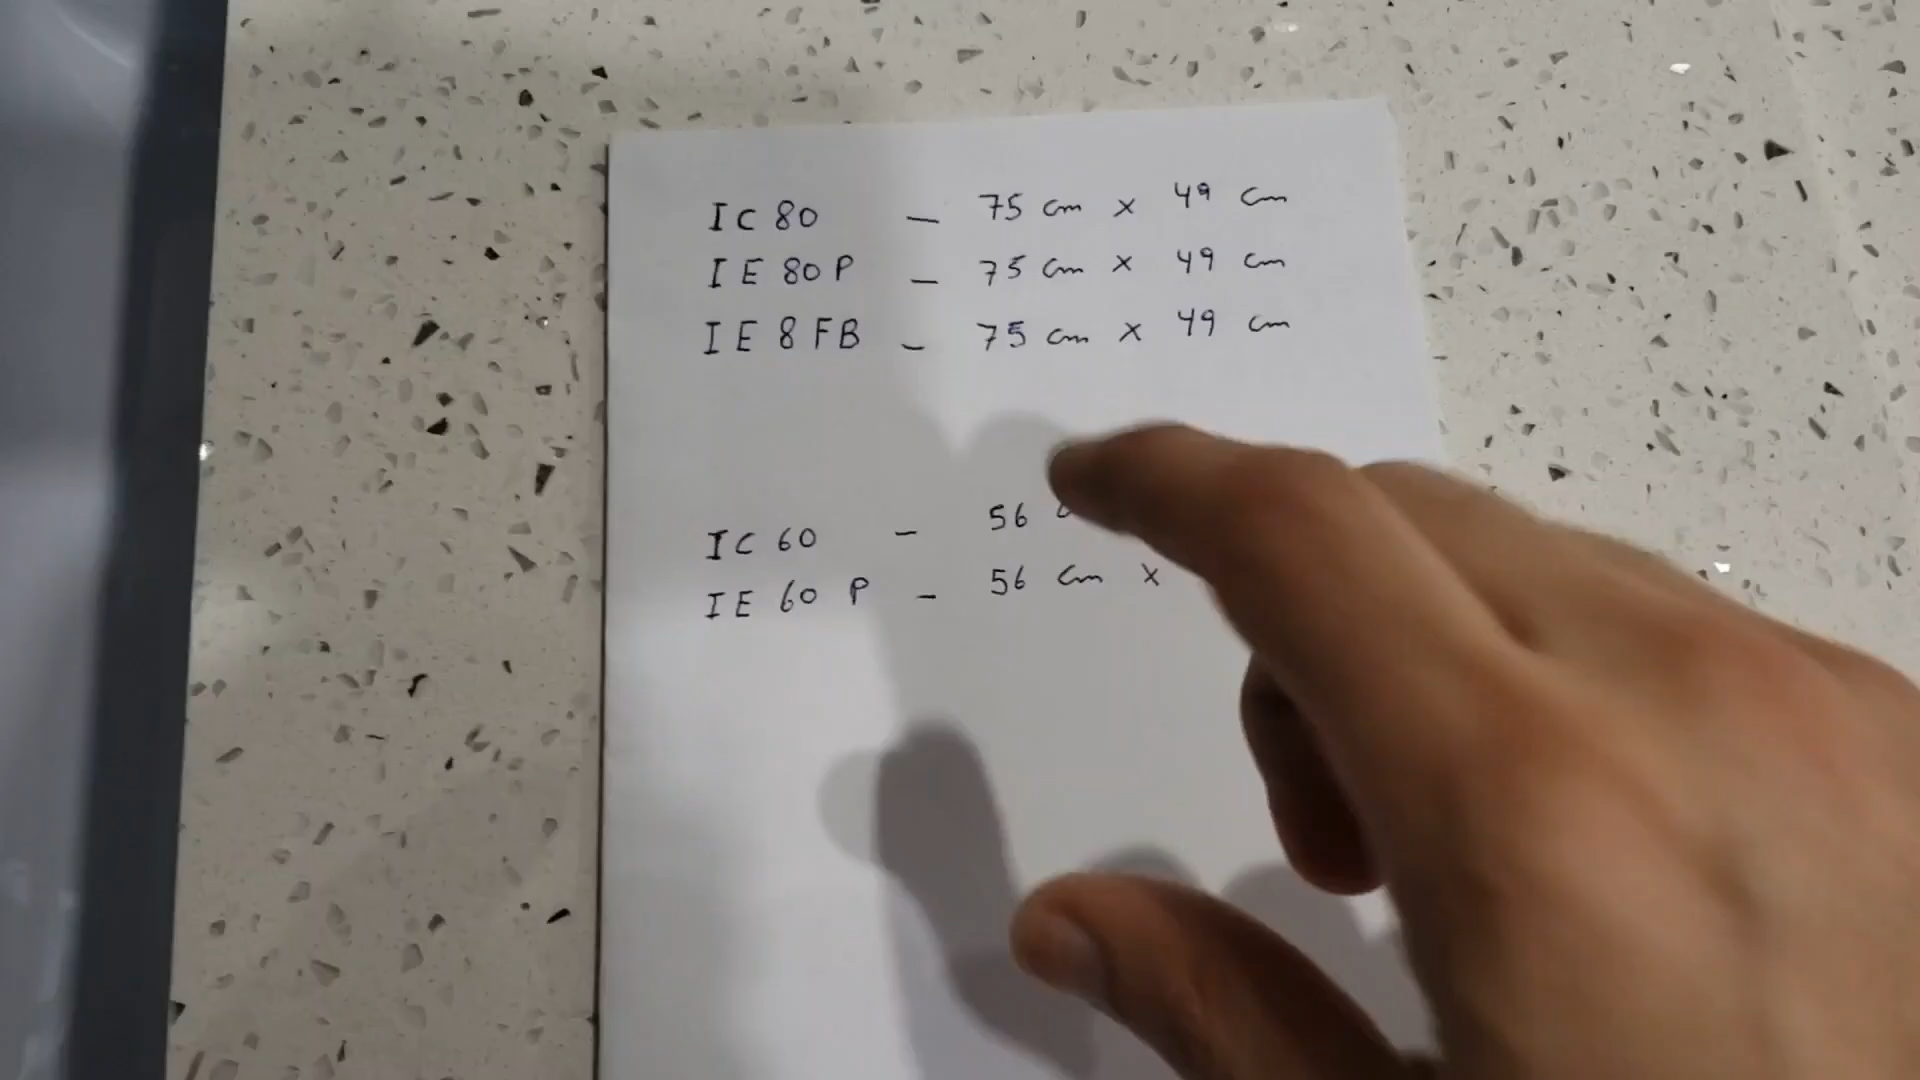 IC 80 - 75 cm x 49 cm
IE 80 P - 75 cm x 49 cm
IE 8 FB - 75 cm x 49 cm
IC 60 - 56
IE 60 P - 56 cm x